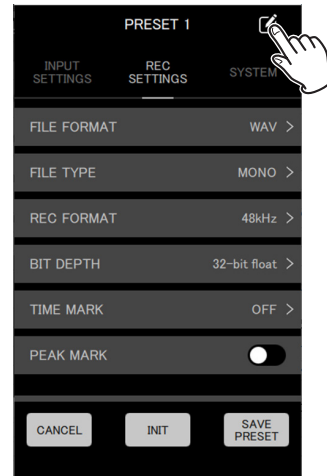 PRESET 1
INPUT
SETTINGS
REC
SETTINGS
SYSTEM
FILE FORMAT WAV >
FILE TYPE MONO >
REC FORMAT 48kHz >
BIT DEPTH 32-bit float >
TIME MARK OFF >
PEAK MARK
CANCEL
INIT
SAVE
PRESET